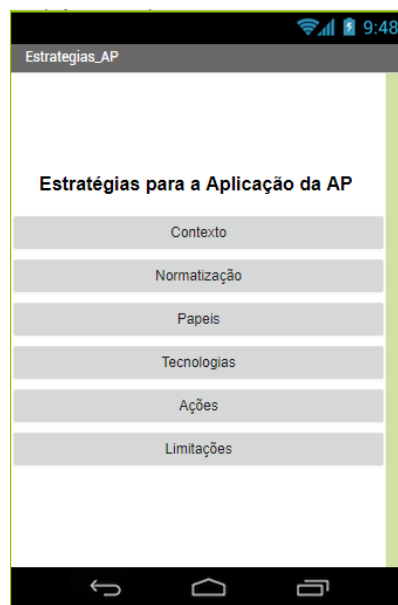 9:48
Estrategias_AP
Estratégias para a Aplicação da AP
Contexto
Normatização
Papeis
Tecnologias
Ações
Limitações